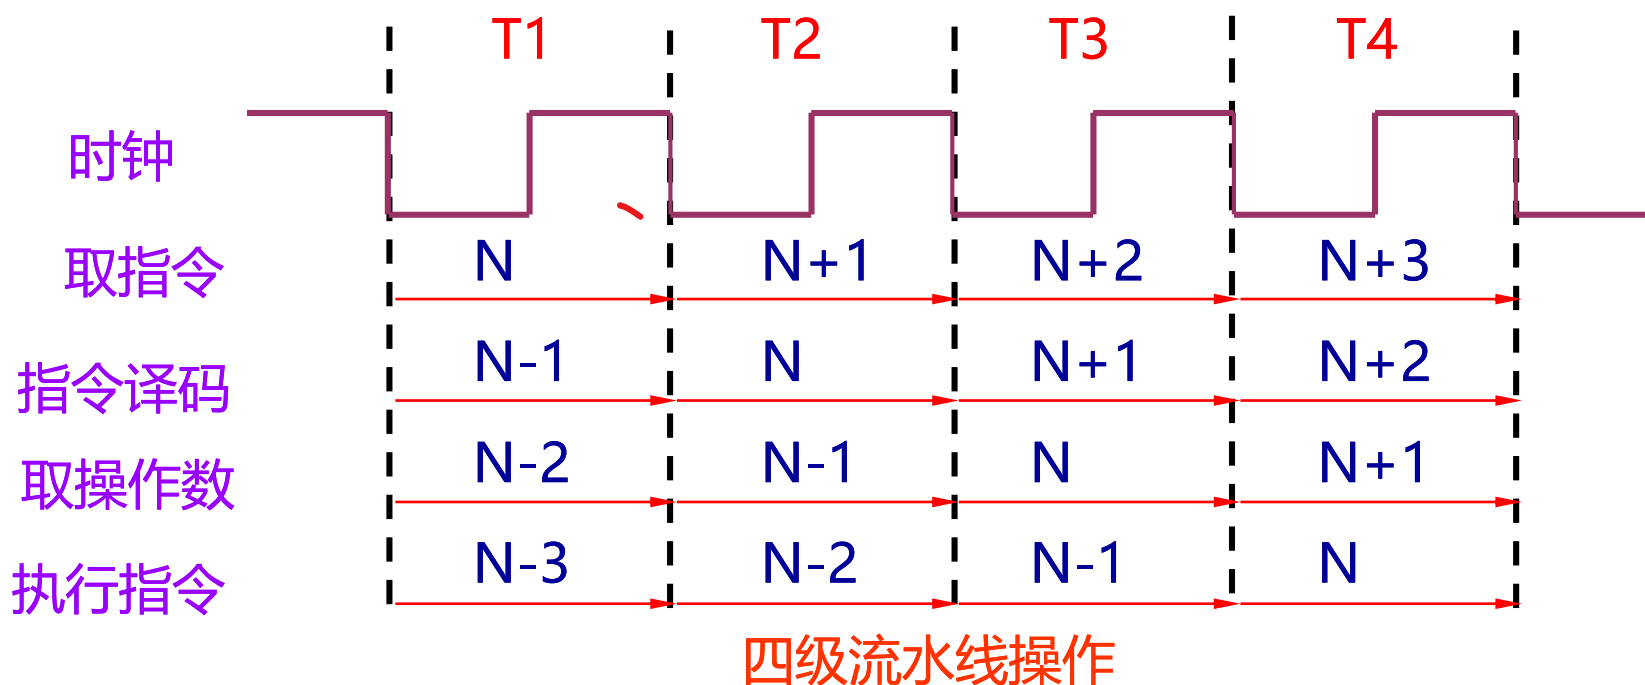 T1 T2 T3 T4
时钟
取指令 N N+1 N+2 N+3
指令译码 N-1 N N+1 N+2
取操作数 N-2 N-1 N N+1
执行指令 N-3 N-2 N-1 N
四级流水线操作